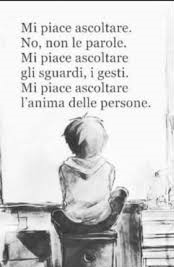 Mi piace ascoltare.
No, non le parole.
Mi piace ascoltare
gli sguardi, i gesti.
Mi piace ascoltare
l'anima delle persone.